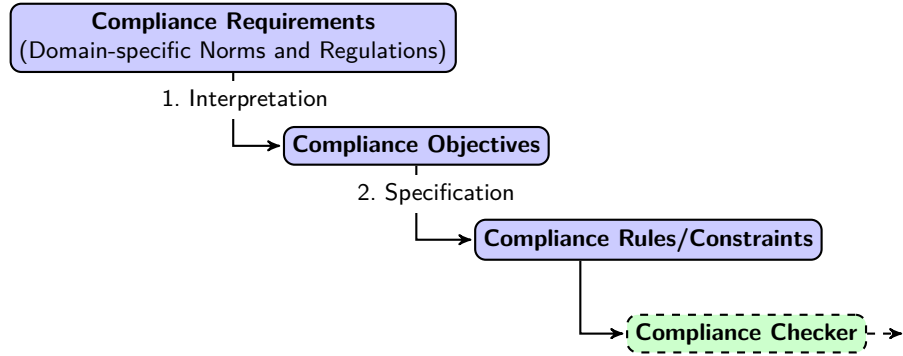 Compliance Requirements
(Domain-specific Norms and Regulations)
1. Interpretation
Compliance Objectives
2. Specification
Compliance Rules/Constraints
Compliance Checker